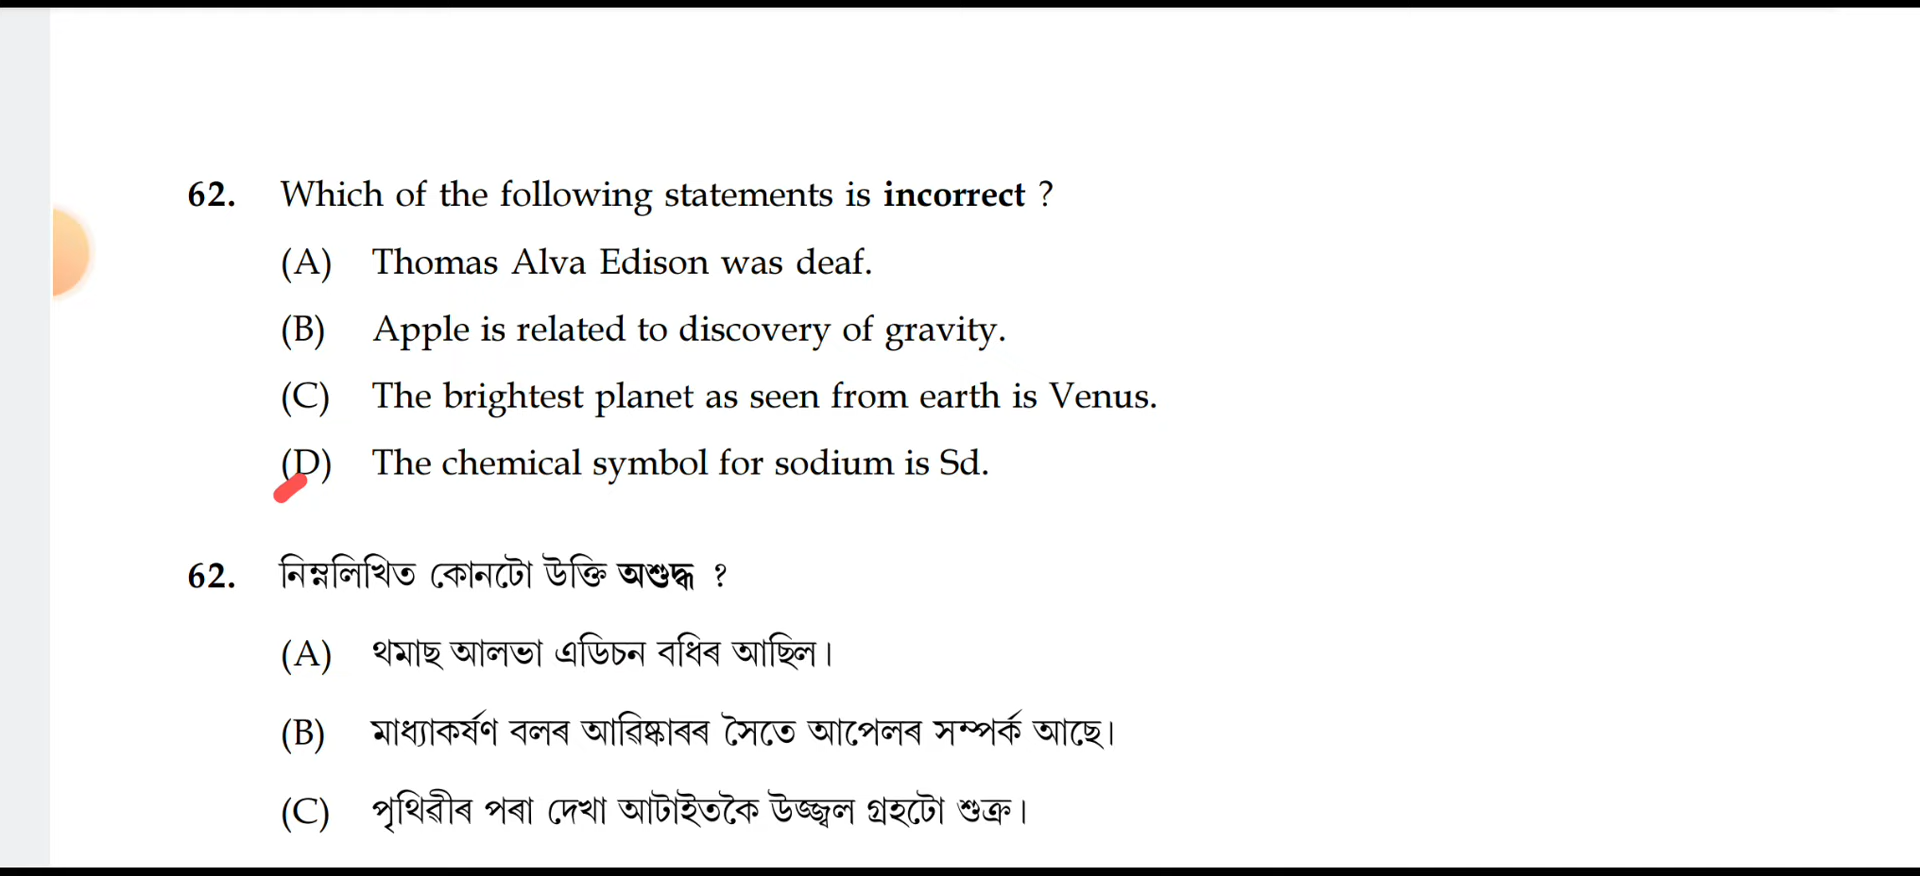 62. Which of the following statements is incorrect ?
(A) Thomas Alva Edison was deaf.
(B) Apple is related to discovery of gravity.
(C) The brightest planet as seen from earth is Venus.
(D) The chemical symbol for sodium is Sd.
62. নিম্নলিখিত কোনটো উক্তি অশুদ্ধ ?
(A) থমাছ আলভা এডিচন বধিৰ আছিল।
(B) মাধ্যাকৰ্ষণ বলৰ আৱিষ্কাৰৰ সৈতে আপেলৰ সম্পৰ্ক আছে।
(C) পৃথিৱীৰ পৰা দেখা আটাইতকৈ উজ্জ্বল গ্ৰহটো শুক্ৰ।